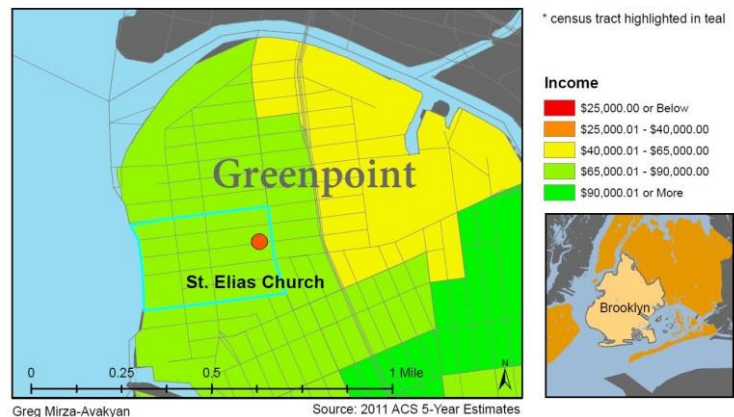 * census tract highlighted in teal
Greenpoint
St. Elias Church
0 0.25 0.5 1 Mile
N
Greg Mirza-Avakyan
Source: 2011 ACS 5-Year Estimates
Income
$25,000.00 or Below
$25,000.01 - $40,000.00
$40,000.01 - $65,000.00
$65,000.01 - $90,000.00
$90,000.01 or More
Brooklyn